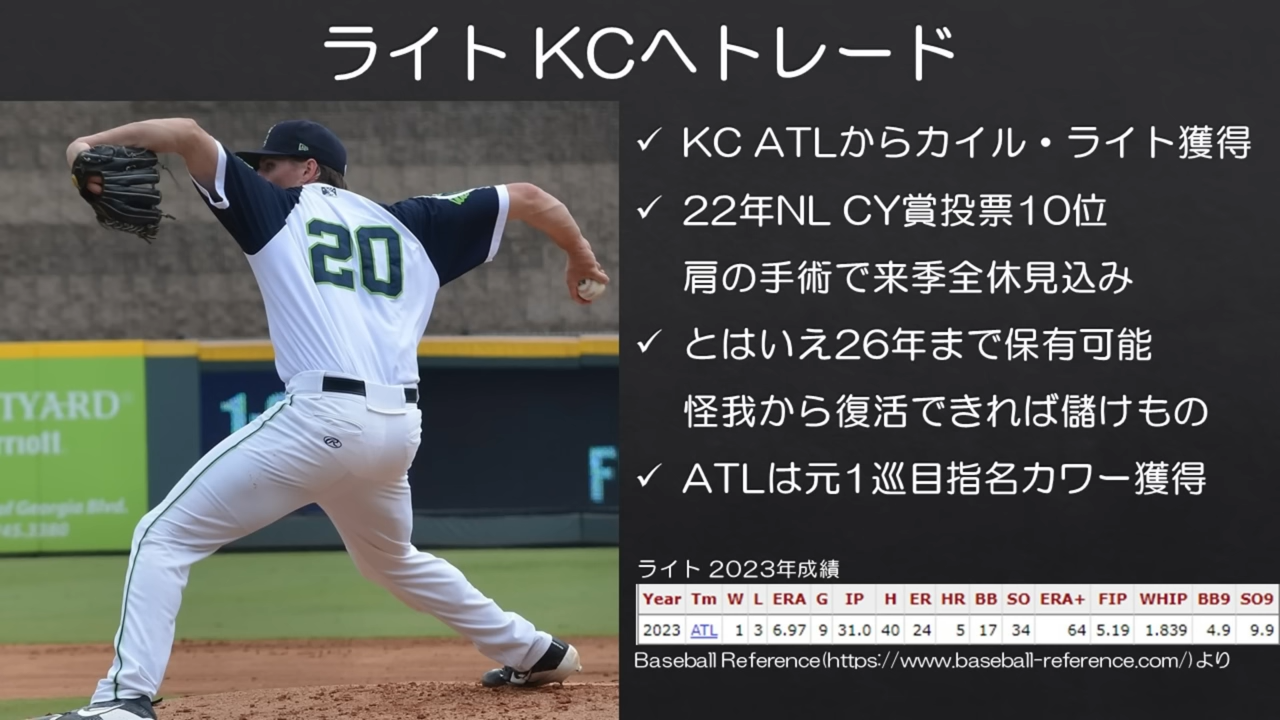 ライト KCへトレード
✓ KC ATLからカイル・ライト獲得
✓ 22年NL CY賞投票10位
肩の手術で来季全休見込み
✓ とはいえ26年まで保有可能
怪我から復活できれば儲けもの
✓ ATLは元1巡目指名カワー獲得
20
TYARD
rriott
of Georgia Blvd.
45.3380
ライト 2023年成績
Year Tm W L ERA G IP H ER HR BB SO ERA+ FIP WHIP BB9 SO9
2023 ATL 1 3 6.97 9 31.0 40 24 5 17 34 64 5.19 1.839 4.9 9.9
Baseball Reference(https://www.baseball-reference.com/)より